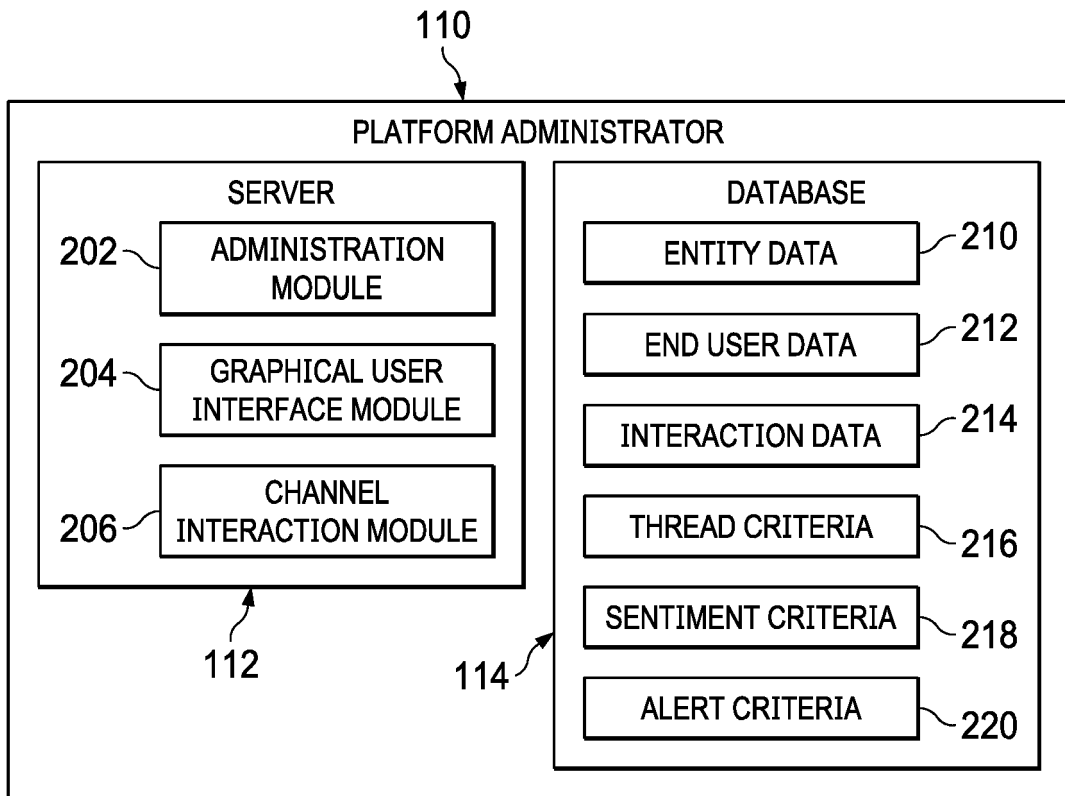 110
PLATFORM ADMINISTRATOR
SERVER
202
ADMINISTRATION
MODULE
204
GRAPHICAL USER
INTERFACE MODULE
206
CHANNEL
INTERACTION MODULE
112
DATABASE
ENTITY DATA
210
END USER DATA
212
INTERACTION DATA
214
THREAD CRITERIA
216
SENTIMENT CRITERIA
218
ALERT CRITERIA
220
114